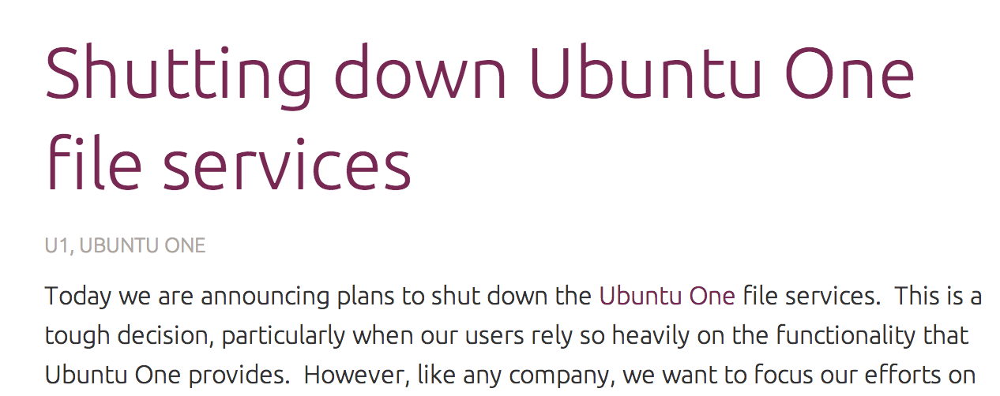 Shutting down Ubuntu One
file services
U1, UBUNTU ONE
Today we are announcing plans to shut down the Ubuntu One file services.  This is a
tough decision, particularly when our users rely so heavily on the functionality that
Ubuntu One provides.  However, like any company, we want to focus our efforts on